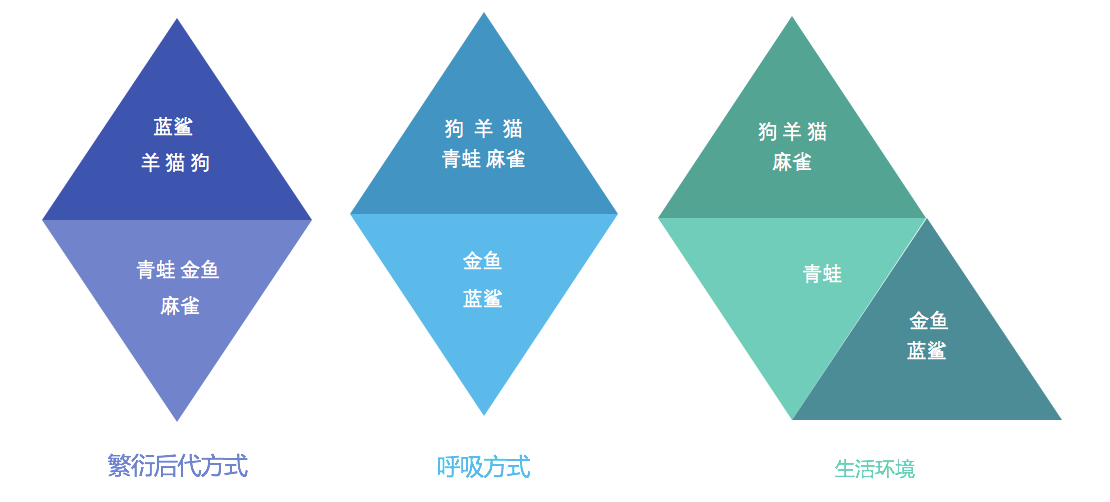 蓝鲨
羊 猫 狗
青蛙 金鱼
麻雀
繁衍后代方式
狗 羊 猫
青蛙 麻雀
金鱼
蓝鲨
呼吸方式
狗 羊 猫
麻雀
青蛙
金鱼
蓝鲨
生活环境